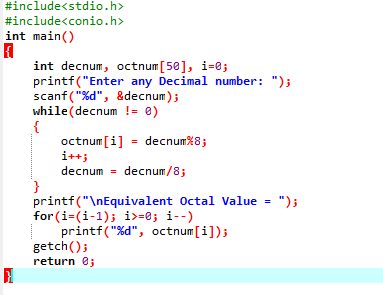 #include<stdio.h>
#include<conio.h>
int main()
{
    int decnum, octnum[50], i=0;
    printf("Enter any Decimal number: ");
    scanf("%d", &decnum);
    while(decnum != 0)
    {
        octnum[i] = decnum%8;
        i++;
        decnum = decnum/8;
    }
    printf("\nEquivalent Octal Value = ");
    for(i=(i-1); i>=0; i--)
        printf("%d", octnum[i]);
    getch();
    return 0;
}